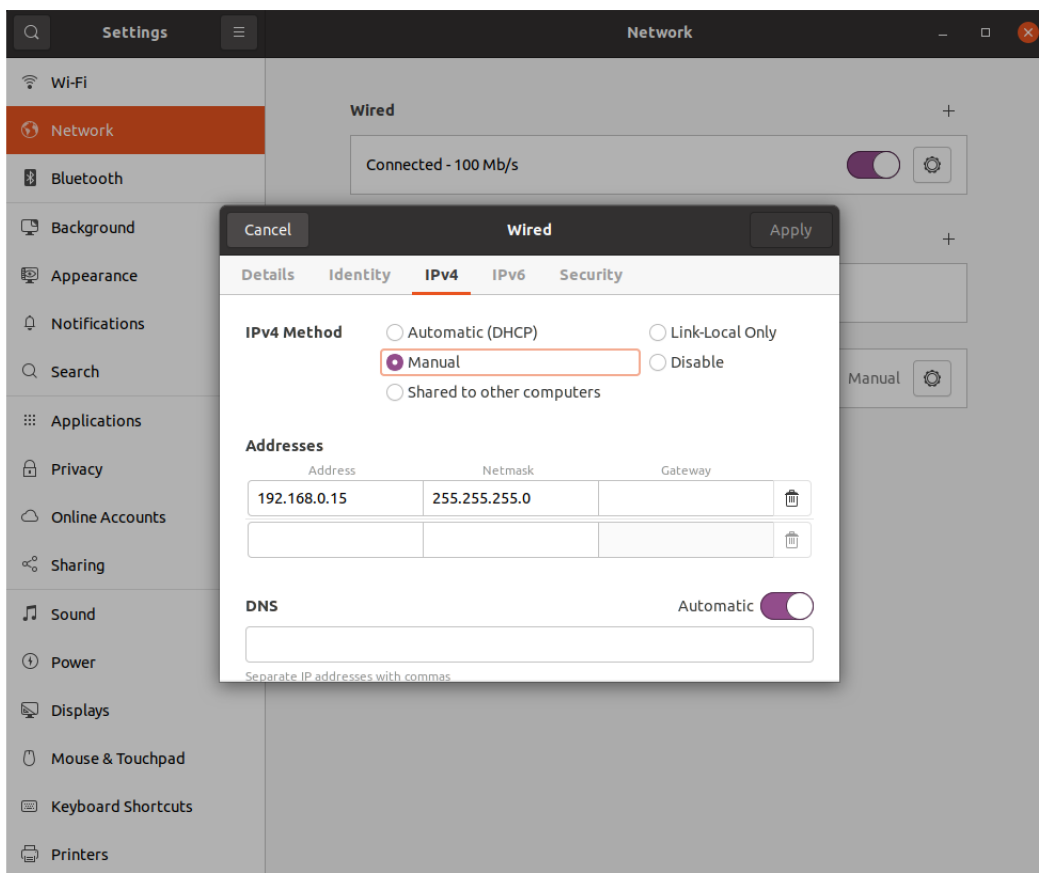 Settings
Network
Wi-Fi
Network
Bluetooth
Background
Appearance
Notifications
Search
Applications
Privacy
Online Accounts
Sharing
Sound
Power
Displays
Mouse & Touchpad
Keyboard Shortcuts
Printers
Wired
Connected - 100 Mb/s
Manual
Cancel
Wired
Apply
Details Identity IPv4 IPv6 Security
IPv4 Method
Automatic (DHCP)
Link-Local Only
Manual
Disable
Shared to other computers
Addresses
Address Netmask Gateway
192.168.0.15 255.255.255.0
DNS
Automatic
Separate IP addresses with commas